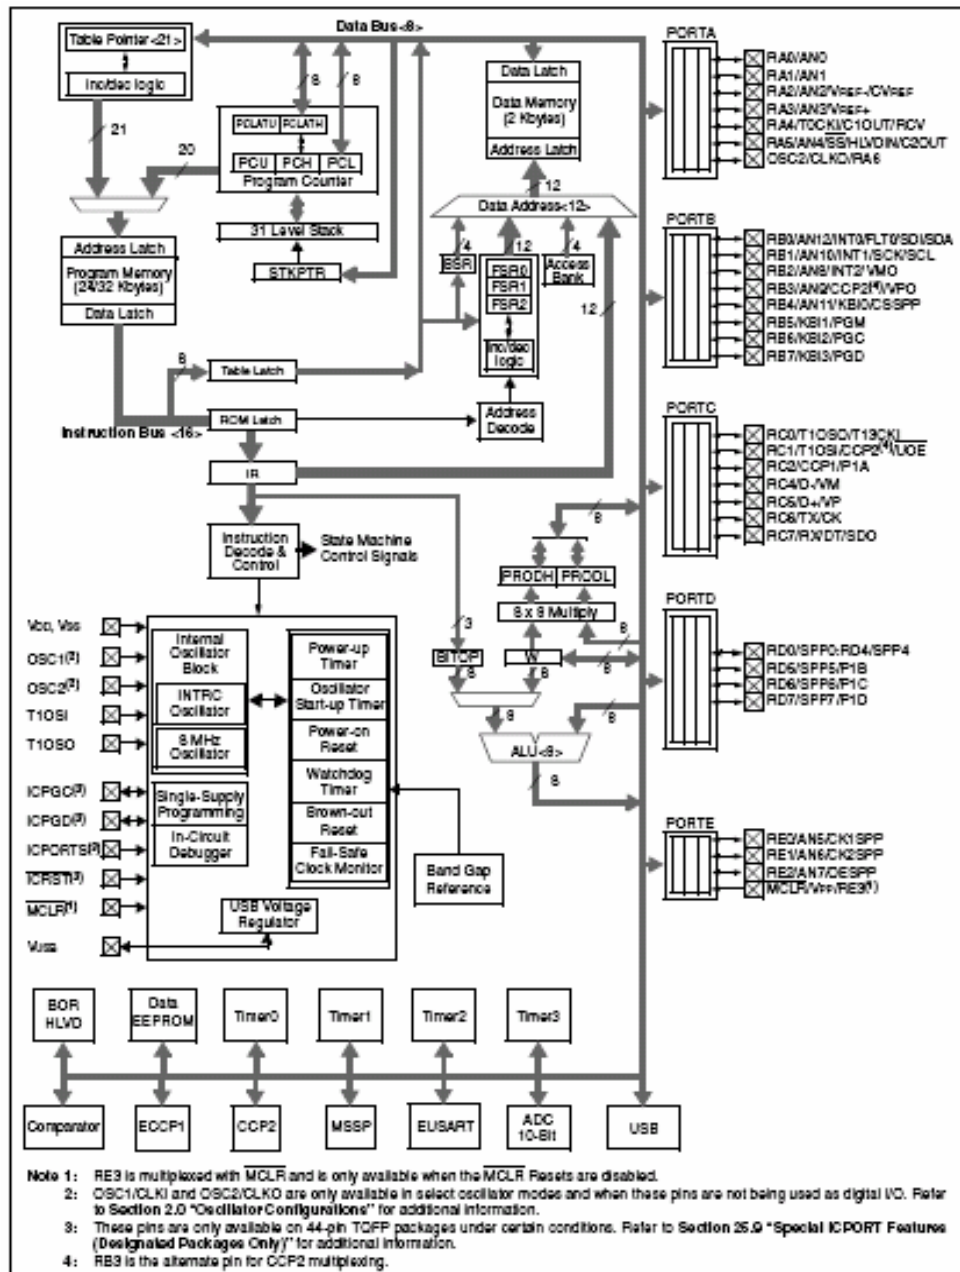 Data Bus<8>
Table Pointer<21>
inc/dec logic
21
20
8
8
PCLATU PCLATH
PCU PCH PCL
Program Counter
31 Level Stack
STKPTR
Data Latch
Data Memory
(2 Kbytes)
Address Latch
12
Data Address<12>
4
12
4
BSR
FSR0
FSR1
FSR2
inc/dec
logic
Access
Bank
12
Address Latch
Program Memory
(24/32 Kbytes)
Data Latch
8
Table Latch
ROM Latch
Instruction Bus <16>
Address
Decode
IR
Instruction
Decode &
Control
State Machine
Control Signals
8
PRODH PRODL
8 x 8 Multiply
3
8
BITOP
W
8
8
8
8
8
ALU<8>
8
VDD, VSS
OSC1(2)
OSC2(2)
T1OSI
T1OSO
ICPGC(3)
ICPGD(3)
ICPORTS(3)
ICRST(3)
MCLR(1)
VUSB
Internal
Oscillator
Block
INTRC
Oscillator
8 MHz
Oscillator
Single-Supply
Programming
In-Circuit
Debugger
Power-up
Timer
Oscillator
Start-up Timer
Power-on
Reset
Watchdog
Timer
Brown-out
Reset
Fail-Safe
Clock Monitor
Band Gap
Reference
USB Voltage
Regulator
PORTA
RA0/AN0
RA1/AN1
RA2/AN2/VREF-/CVREF
RA3/AN3/VREF+
RA4/T0CKI/C1OUT/RCV
RA5/AN4/SS/HLVDIN/C2OUT
OSC2/CLKO/RA6
PORTB
RB0/AN12/INT0/FLT0/SDI/SDA
RB1/AN10/INT1/SCK/SCL
RB2/AN8/INT2/VMO
RB3/AN9/CCP2(4)/VPO
RB4/AN11/KBI0/CSSPP
RB5/KBI1/PGM
RB6/KBI2/PGC
RB7/KBI3/PGD
PORTC
RC0/T1OSO/T13CKI
RC1/T1OSI/CCP2(4)/UOE
RC2/CCP1/P1A
RC4/D-/VM
RC5/D+/VP
RC6/TX/CK
RC7/RX/DT/SDO
PORTD
RD0/SPP0:RD4/SPP4
RD5/SPP5/P1B
RD6/SPP6/P1C
RD7/SPP7/P1D
PORTE
RE0/AN5/CK1SPP
RE1/AN6/CK2SPP
RE2/AN7/OESPP
MCLR/VPP/RE3(1)
BOR
HLVD
Data
EEPROM
Timer0
Timer1
Timer2
Timer3
Comparator
ECCP1
CCP2
MSSP
EUSART
ADC
10-Bit
USB
Note 1: RE3 is multiplexed with MCLR and is only available when the MCLR Resets are disabled.
2: OSC1/CLKI and OSC2/CLKO are only available in select oscillator modes and when these pins are not being used as digital I/O. Refer
to Section 2.0 "Oscillator Configurations" for additional information.
3: These pins are only available on 44-pin TQFP packages under certain conditions. Refer to Section 25.9 "Special ICPORT Features
(Designated Packages Only)" for additional information.
4: RB3 is the alternate pin for CCP2 multiplexing.